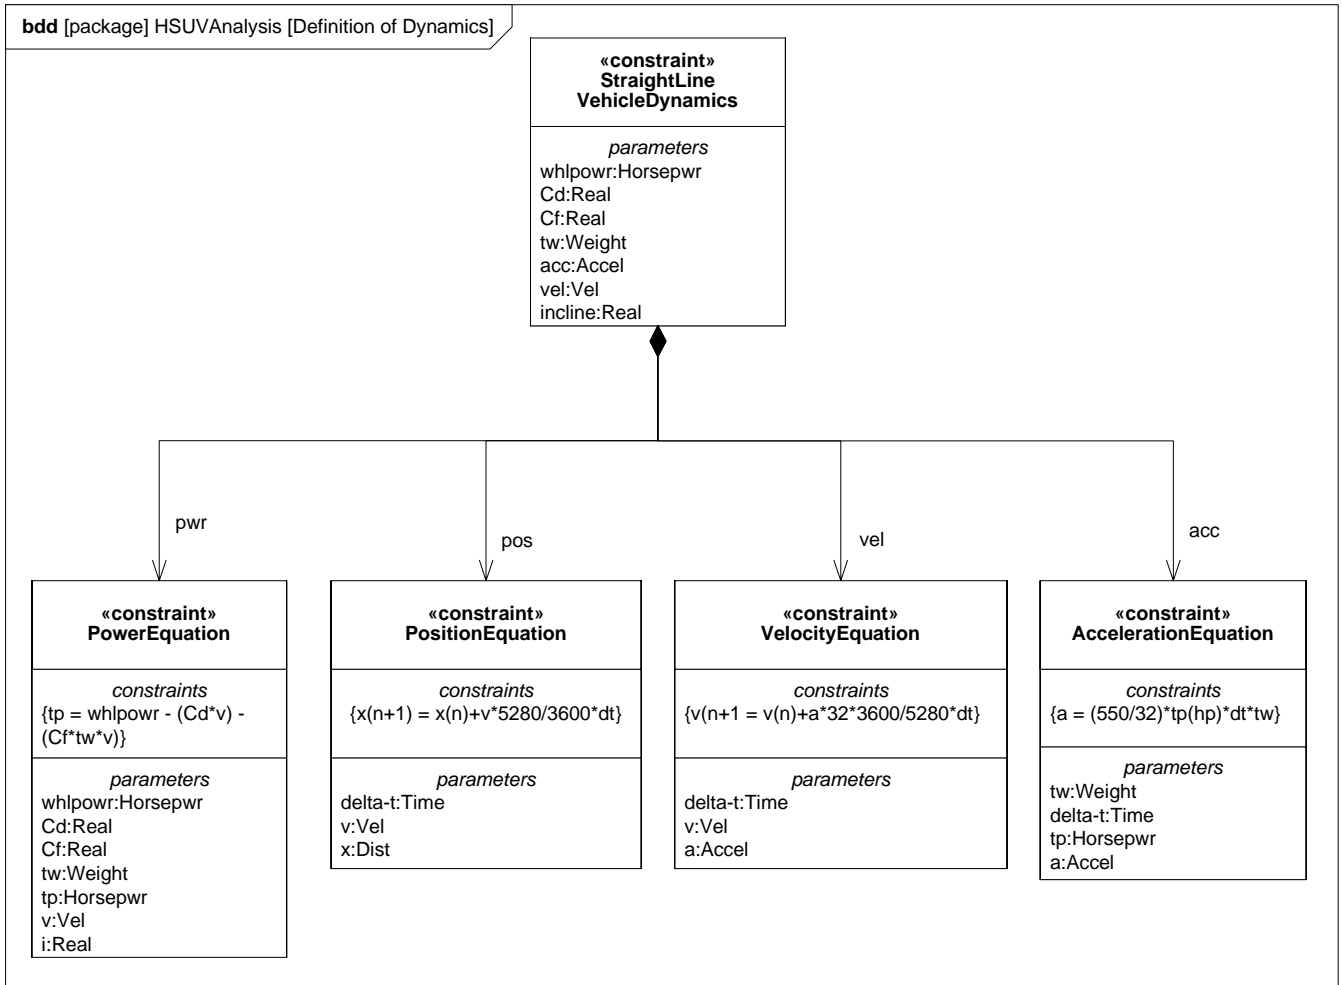 bdd [package] HSUVAnalysis [Definition of Dynamics]
«constraint»
StraightLine
VehicleDynamics
parameters
whlpowr:Horsepwr
Cd:Real
Cf:Real
tw:Weight
acc:Accel
vel:Vel
incline:Real
pwr
pos
vel
acc
«constraint»
PowerEquation
constraints
{tp = whlpowr - (Cd*v) -
(Cf*tw*v)}
parameters
whlpowr:Horsepwr
Cd:Real
Cf:Real
tw:Weight
tp:Horsepwr
v:Vel
i:Real
«constraint»
PositionEquation
constraints
{x(n+1) = x(n)+v*5280/3600*dt}
parameters
delta-t:Time
v:Vel
x:Dist
«constraint»
VelocityEquation
constraints
{v(n+1 = v(n)+a*32*3600/5280*dt}
parameters
delta-t:Time
v:Vel
a:Accel
«constraint»
AccelerationEquation
constraints
{a = (550/32)*tp(hp)*dt*tw}
parameters
tw:Weight
delta-t:Time
tp:Horsepwr
a:Accel